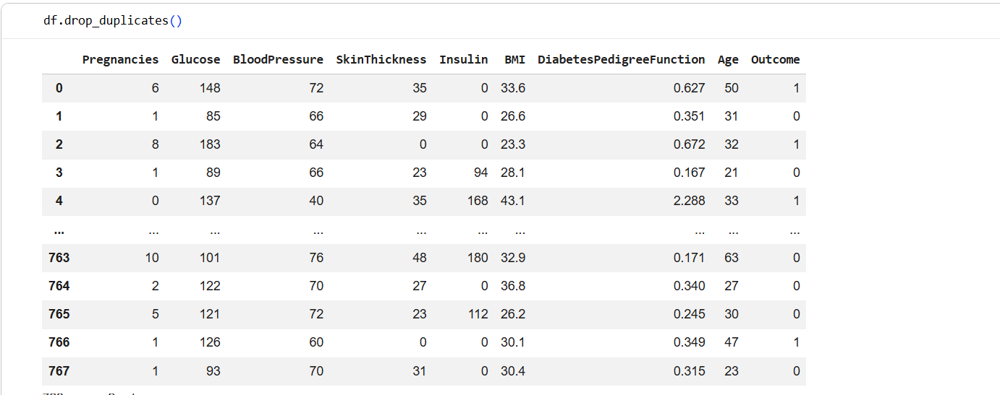 df.drop_duplicates()
Pregnancies Glucose BloodPressure SkinThickness Insulin BMI DiabetesPedigreeFunction Age Outcome
0 6 148 72 35 0 33.6 0.627 50 1
1 1 85 66 29 0 26.6 0.351 31 0
2 8 183 64 0 0 23.3 0.672 32 1
3 1 89 66 23 94 28.1 0.167 21 0
4 0 137 40 35 168 43.1 2.288 33 1
... ... ... ... ... ... ... ... ... ...
763 10 101 76 48 180 32.9 0.171 63 0
764 2 122 70 27 0 36.8 0.340 27 0
765 5 121 72 23 112 26.2 0.245 30 0
766 1 126 60 0 0 30.1 0.349 47 1
767 1 93 70 31 0 30.4 0.315 23 0